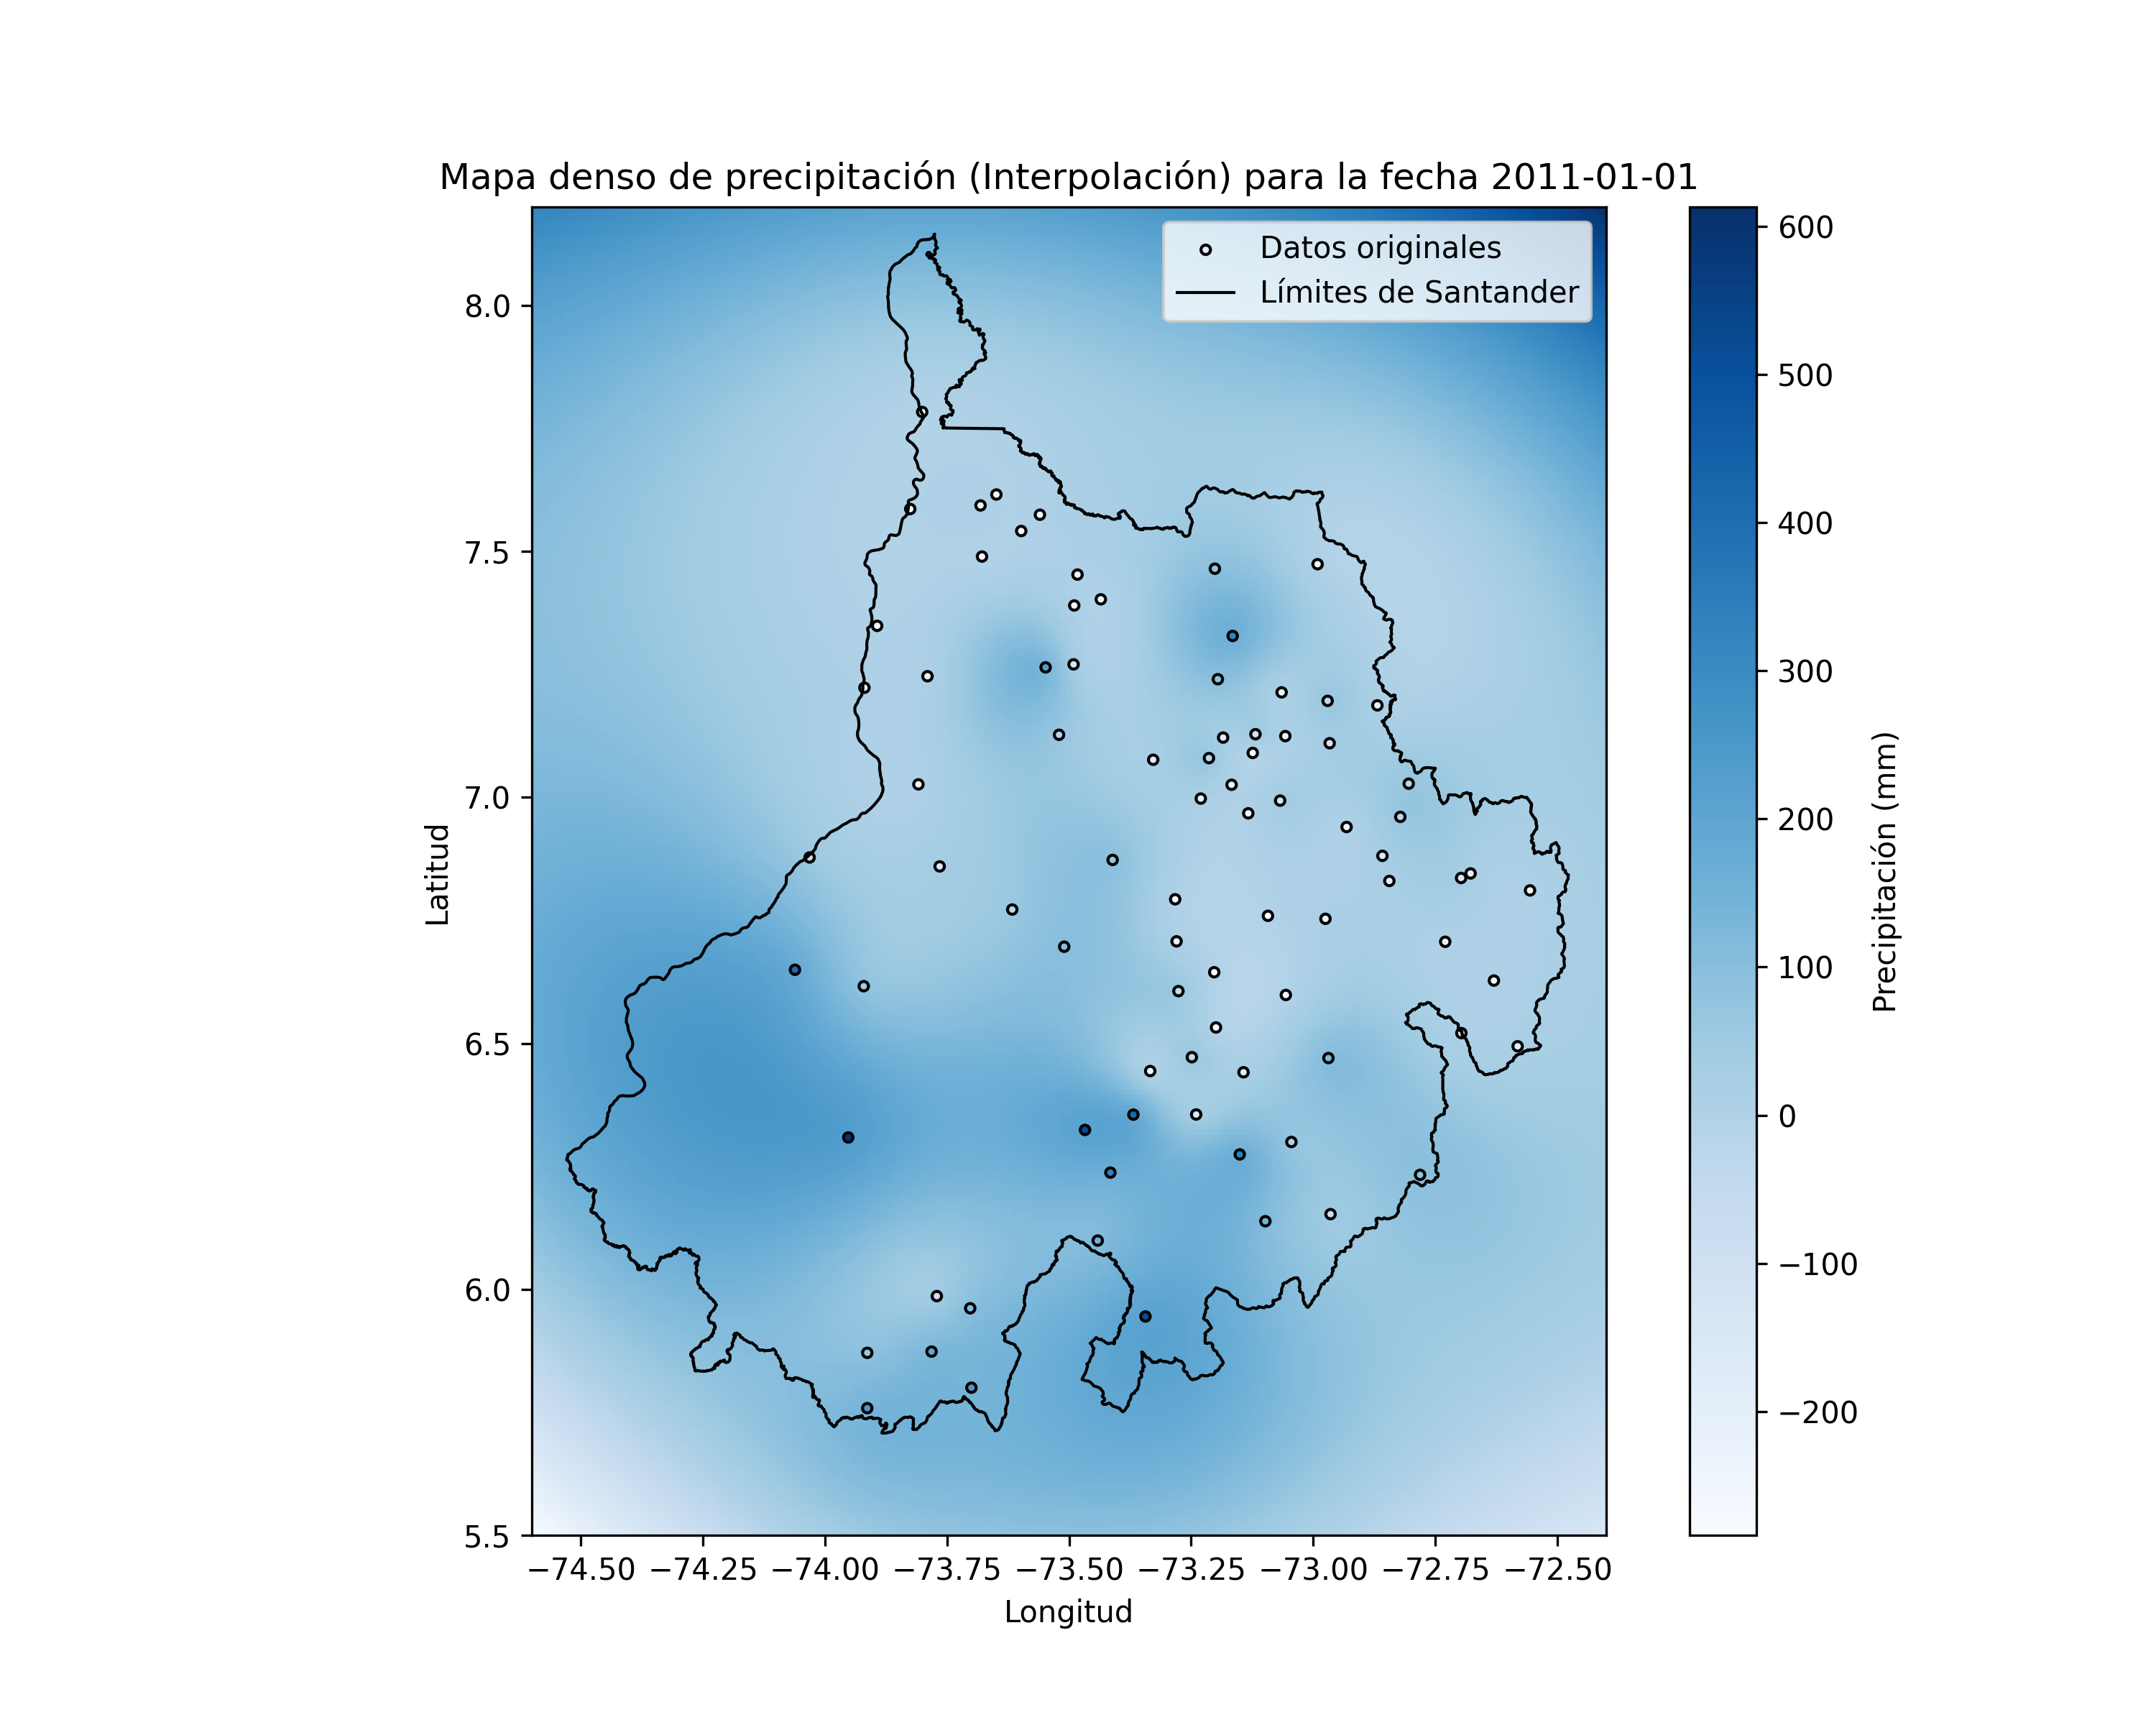 Mapa denso de precipitación (Interpolación) para la fecha 2011-01-01
Datos originales
Límites de Santander
8.0
7.5
7.0
6.5
6.0
5.5
Latitud
−74.50 −74.25 −74.00 −73.75 −73.50 −73.25 −73.00 −72.75 −72.50
Longitud
600
500
400
300
200
100
0
−100
−200
Precipitación (mm)